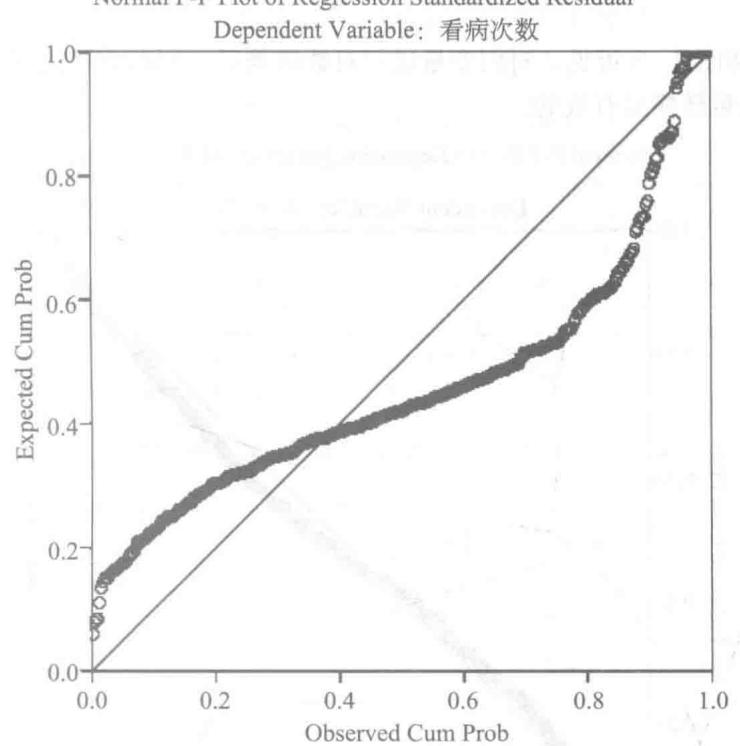 Normal P-P Plot of Regression Standardized Residual
Dependent Variable: 看病次数
1.0
0.8
0.6
0.4
0.2
0.0
Expected Cum Prob
0.0 0.2 0.4 0.6 0.8 1.0
Observed Cum Prob